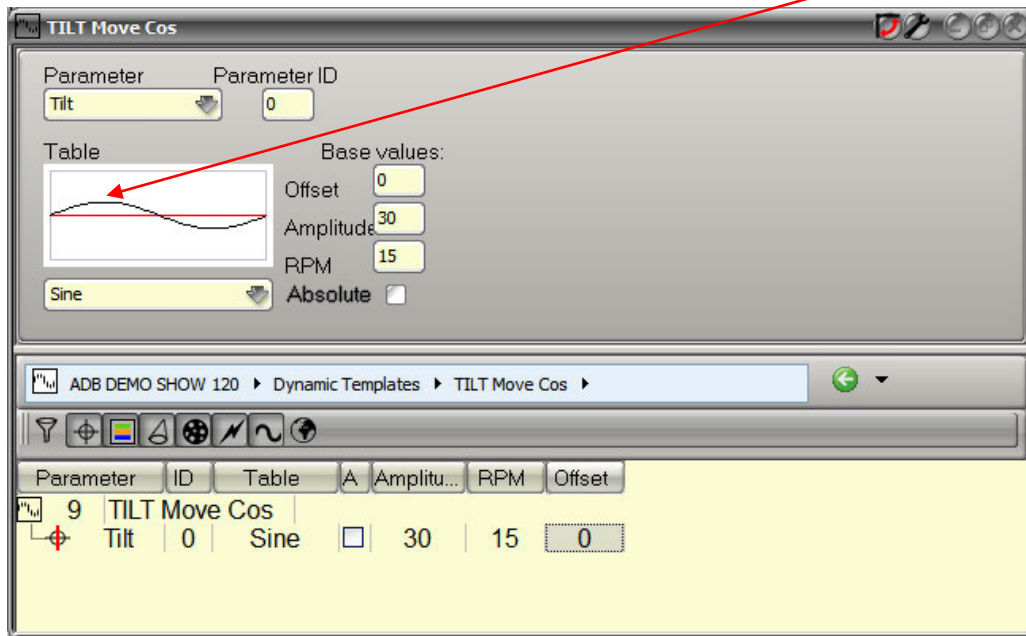 TILT Move Cos
Parameter Parameter ID
Tilt 0
Table Base values:
Offset 0
Amplitude 30
RPM 15
Sine Absolute
ADB DEMO SHOW 120 Dynamic Templates TILT Move Cos
Parameter ID Table A Amplitu... RPM Offset
9 TILT Move Cos
Tilt 0 Sine 30 15 0